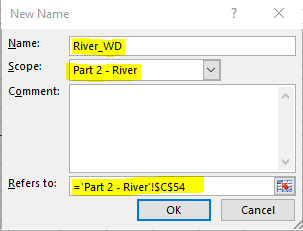 New Name ? ×
Name: River_WD
Scope: Part 2 - River
Comment:
Refers to: ='Part 2 - River'!$C$54
OK Cancel